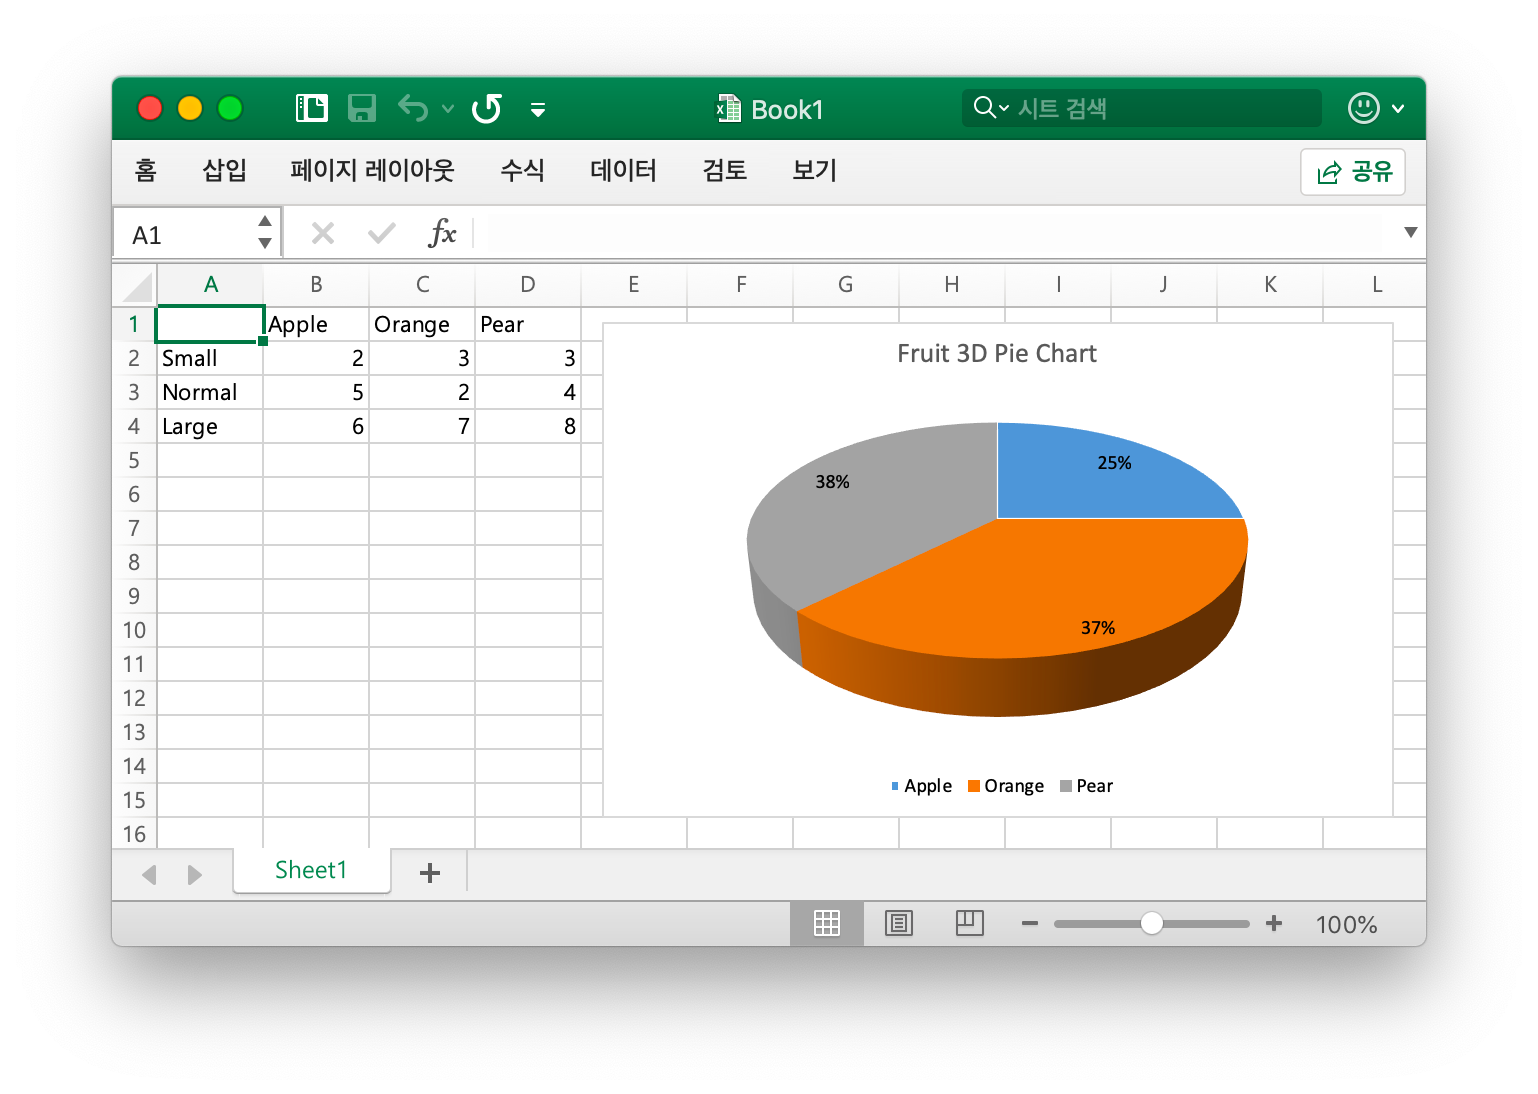 Book1
시트 검색
홈 삽입 페이지 레이아웃 수식 데이터 검토 보기 공유
A1 fx
A B C D E F G H I J K L
1 Apple Orange Pear
2 Small 2 3 3
3 Normal 5 2 4
4 Large 6 7 8
5
6
7
8
9
10
11
12
13
14
15
16
Fruit 3D Pie Chart
25%
38%
37%
Apple Orange Pear
Sheet1
100%